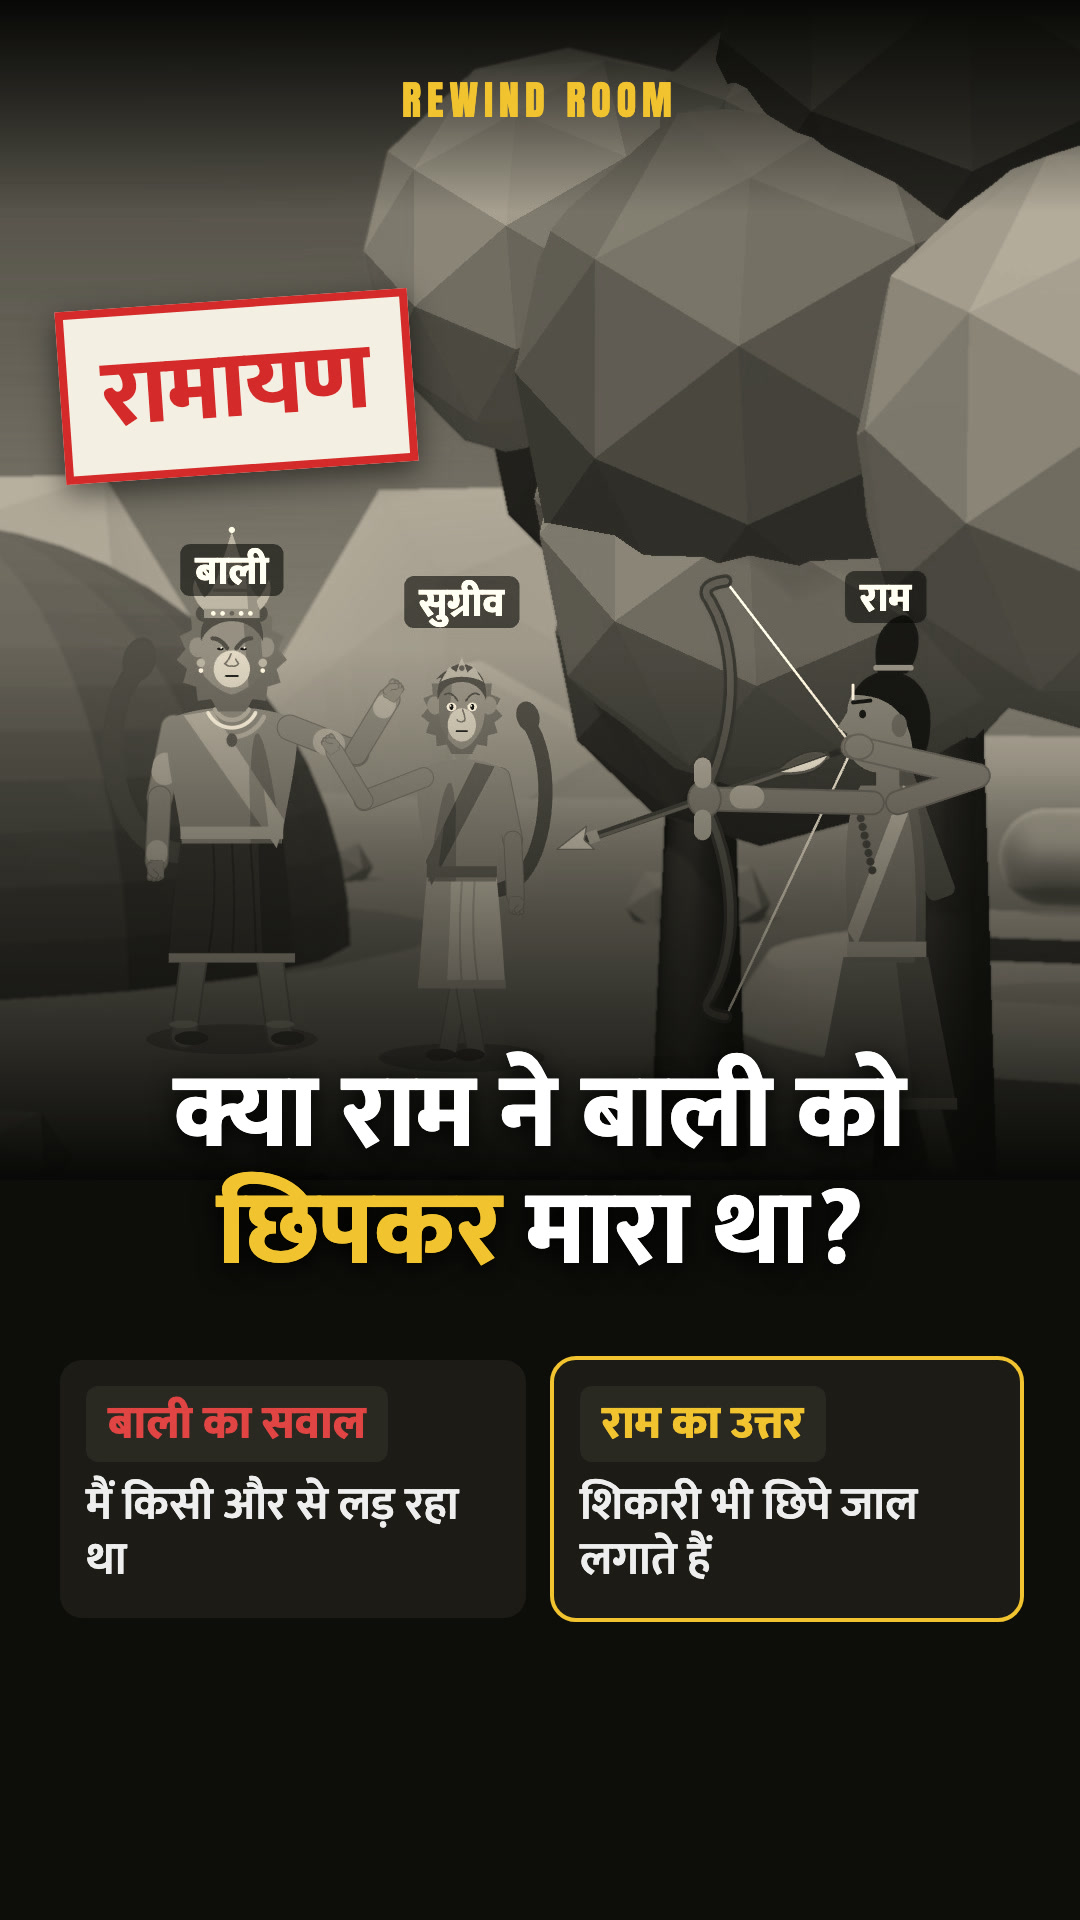 REWIND ROOM
रामायण
बाली
सुग्रीव
राम
क्या राम ने बाली को
छिपकर मारा था?
बाली का सवाल
मैं किसी और से लड़ रहा
था
राम का उत्तर
शिकारी भी छिपे जाल
लगाते हैं